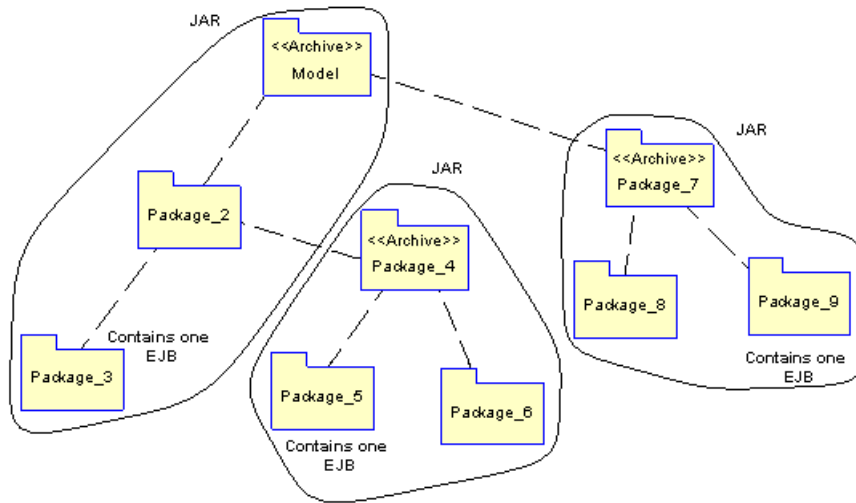 JAR
<<Archive>>
Model
JAR
<<Archive>>
Package_7
JAR
Package_2
<<Archive>>
Package_4
Package_8
Package_9
Contains one
EJB
Package_3
Contains one
EJB
Package_5
Package_6
Contains one
EJB